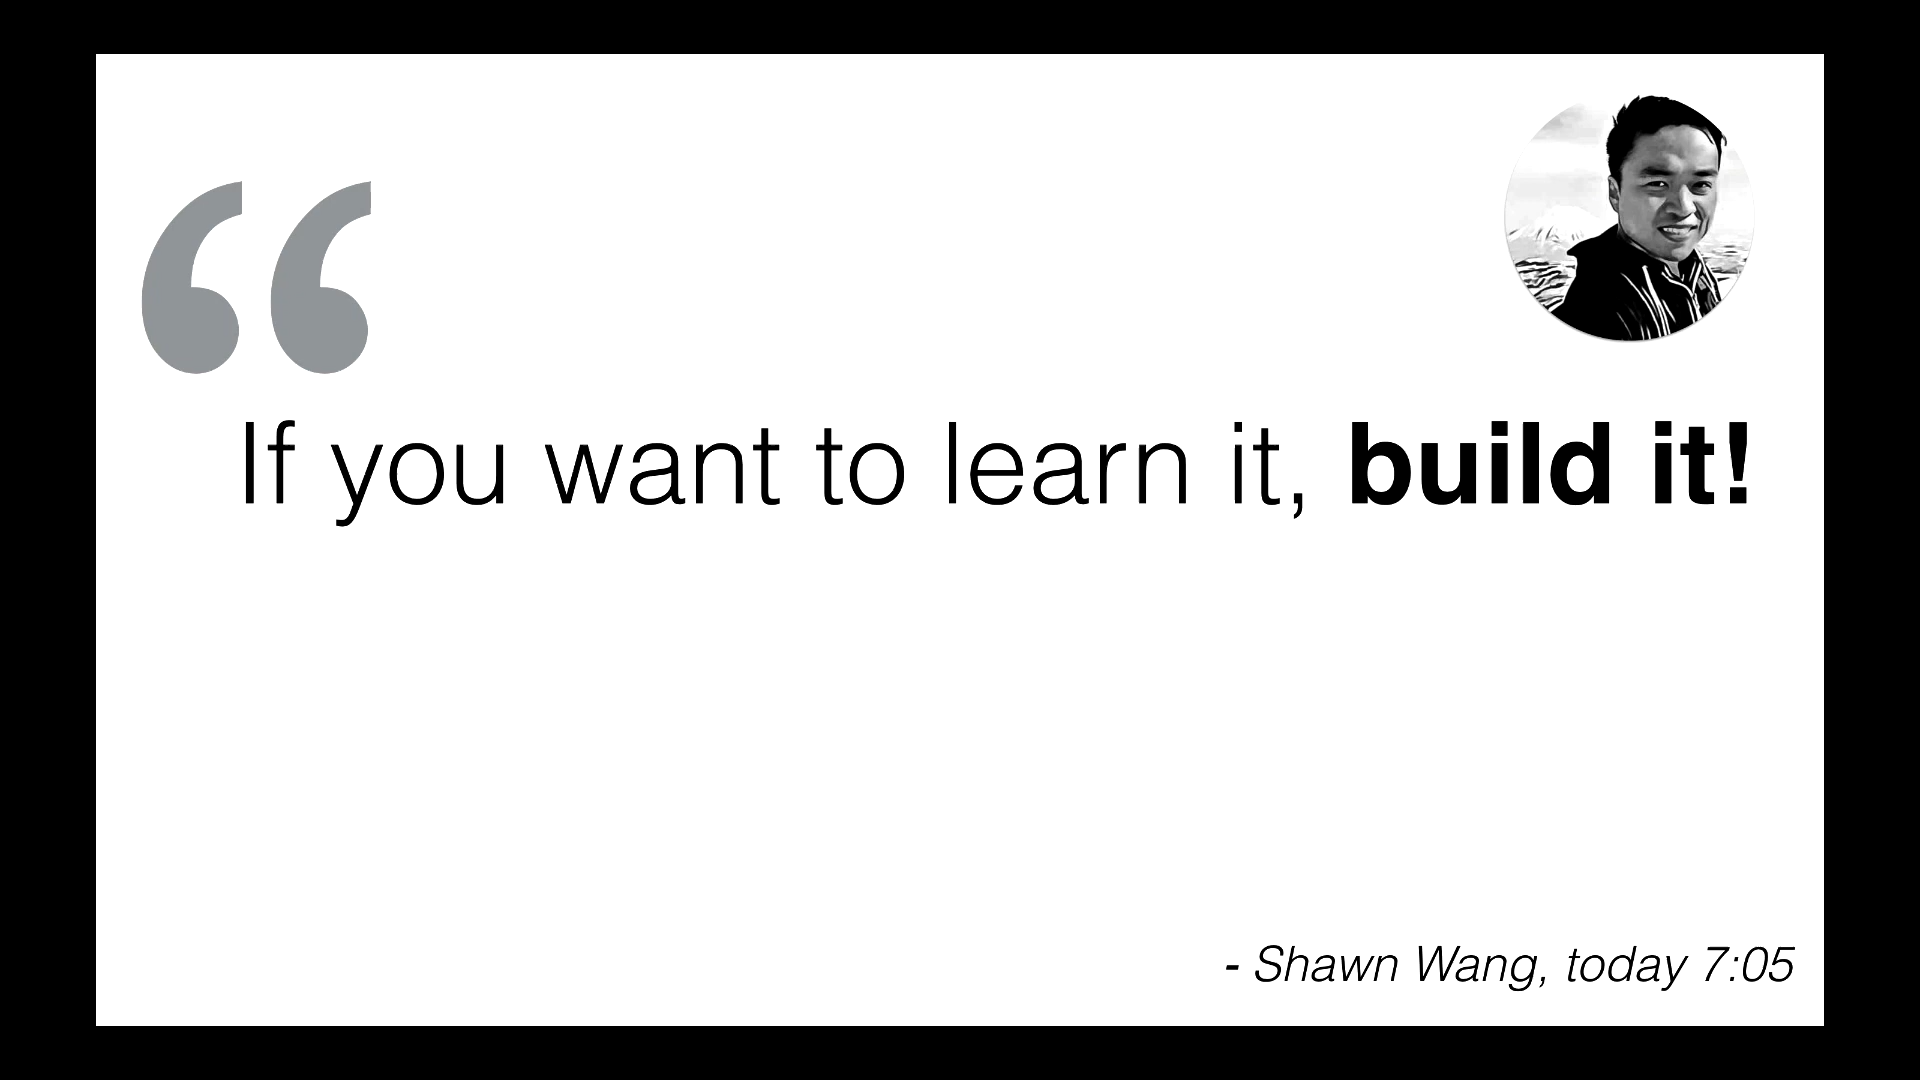 “
If you want to learn it, build it!
- Shawn Wang, today 7:05